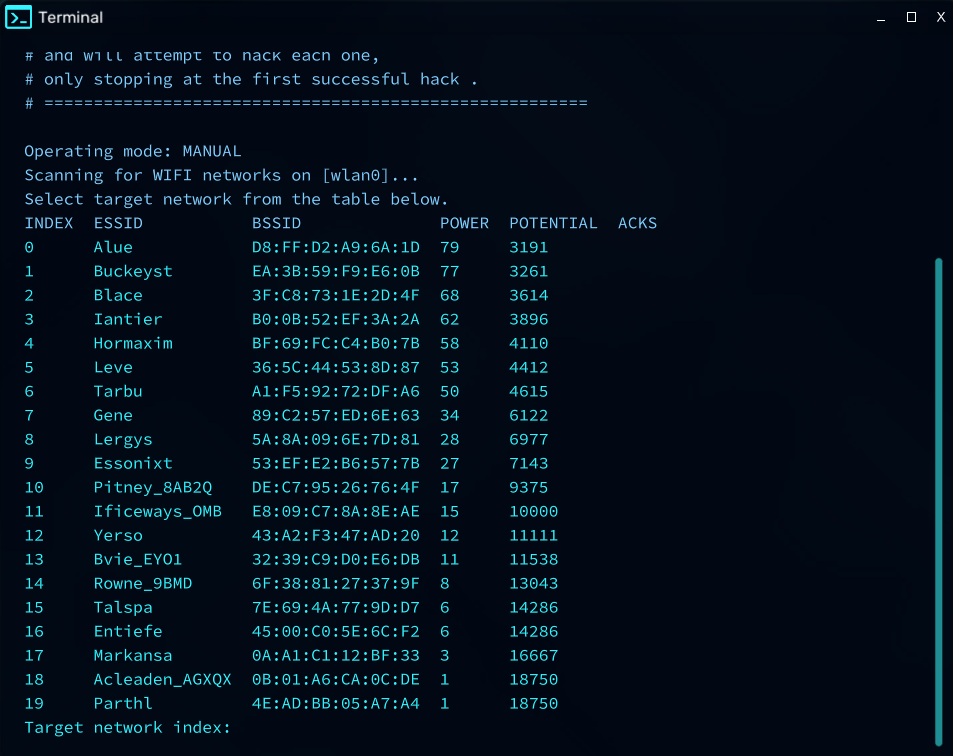 Terminal
# and will attempt to hack each one,
# only stopping at the first successful hack .
# =======================================================
Operating mode: MANUAL
Scanning for WIFI networks on [wlan0]...
Select target network from the table below.
INDEX ESSID BSSID POWER POTENTIAL ACKS
0 Alue D8:FF:D2:A9:6A:1D 79 3191
1 Buckeyst EA:3B:59:F9:E6:0B 77 3261
2 Blace 3F:C8:73:1E:2D:4F 68 3614
3 Iantier B0:0B:52:EF:3A:2A 62 3896
4 Hormaxim BF:69:FC:C4:B0:7B 58 4110
5 Leve 36:5C:44:53:8D:87 53 4412
6 Tarbu A1:F5:92:72:DF:A6 50 4615
7 Gene 89:C2:57:ED:6E:63 34 6122
8 Lergys 5A:8A:09:6E:7D:81 28 6977
9 Essonixt 53:EF:E2:B6:57:7B 27 7143
10 Pitney_8AB2Q DE:C7:95:26:76:4F 17 9375
11 Ificeways_OMB E8:09:C7:8A:8E:AE 15 10000
12 Yerso 43:A2:F3:47:AD:20 12 11111
13 Bvie_EYO1 32:39:C9:D0:E6:DB 11 11538
14 Rowne_9BMD 6F:38:81:27:37:9F 8 13043
15 Talspa 7E:69:4A:77:9D:D7 6 14286
16 Entiefe 45:00:C0:5E:6C:F2 6 14286
17 Markansa 0A:A1:C1:12:BF:33 3 16667
18 Acleaden_AGXQX 0B:01:A6:CA:0C:DE 1 18750
19 Parthl 4E:AD:BB:05:A7:A4 1 18750
Target network index: